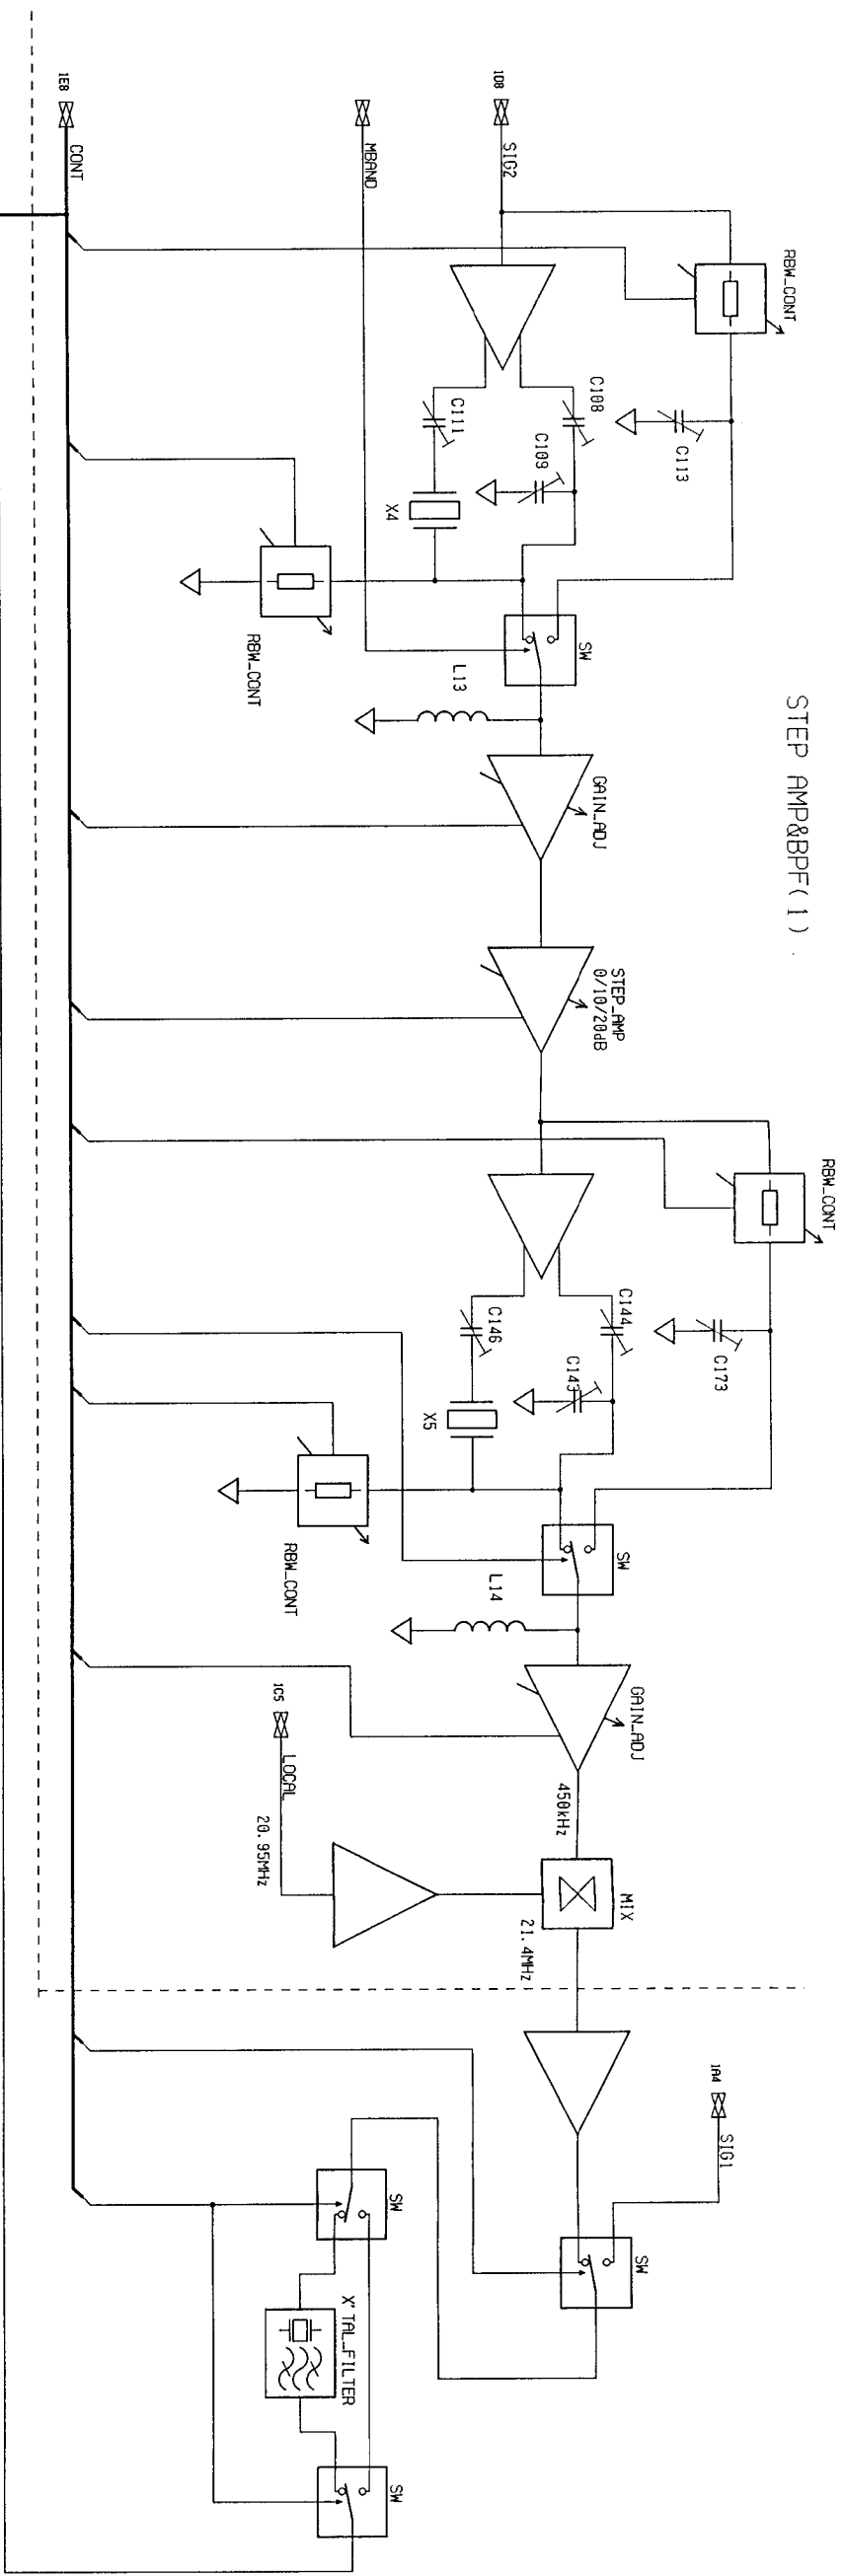 STEP AMP&BPF(1)
1D8
SIG2
MBAND
1E8
CONT
RBW_CONT
C113
C108
C109
C111
X4
RBW_CONT
SW
L13
GAIN_ADJ
STEP_AMP
0/10/20dB
RBW_CONT
C173
C144
C143
C146
X5
RBW_CONT
SW
L14
GAIN_ADJ
450kHz
1C5
LOCAL
20.95MHz
MIX
21.4MHz
1A4
SIG1
SW
SW
X'TAL_FILTER
SW